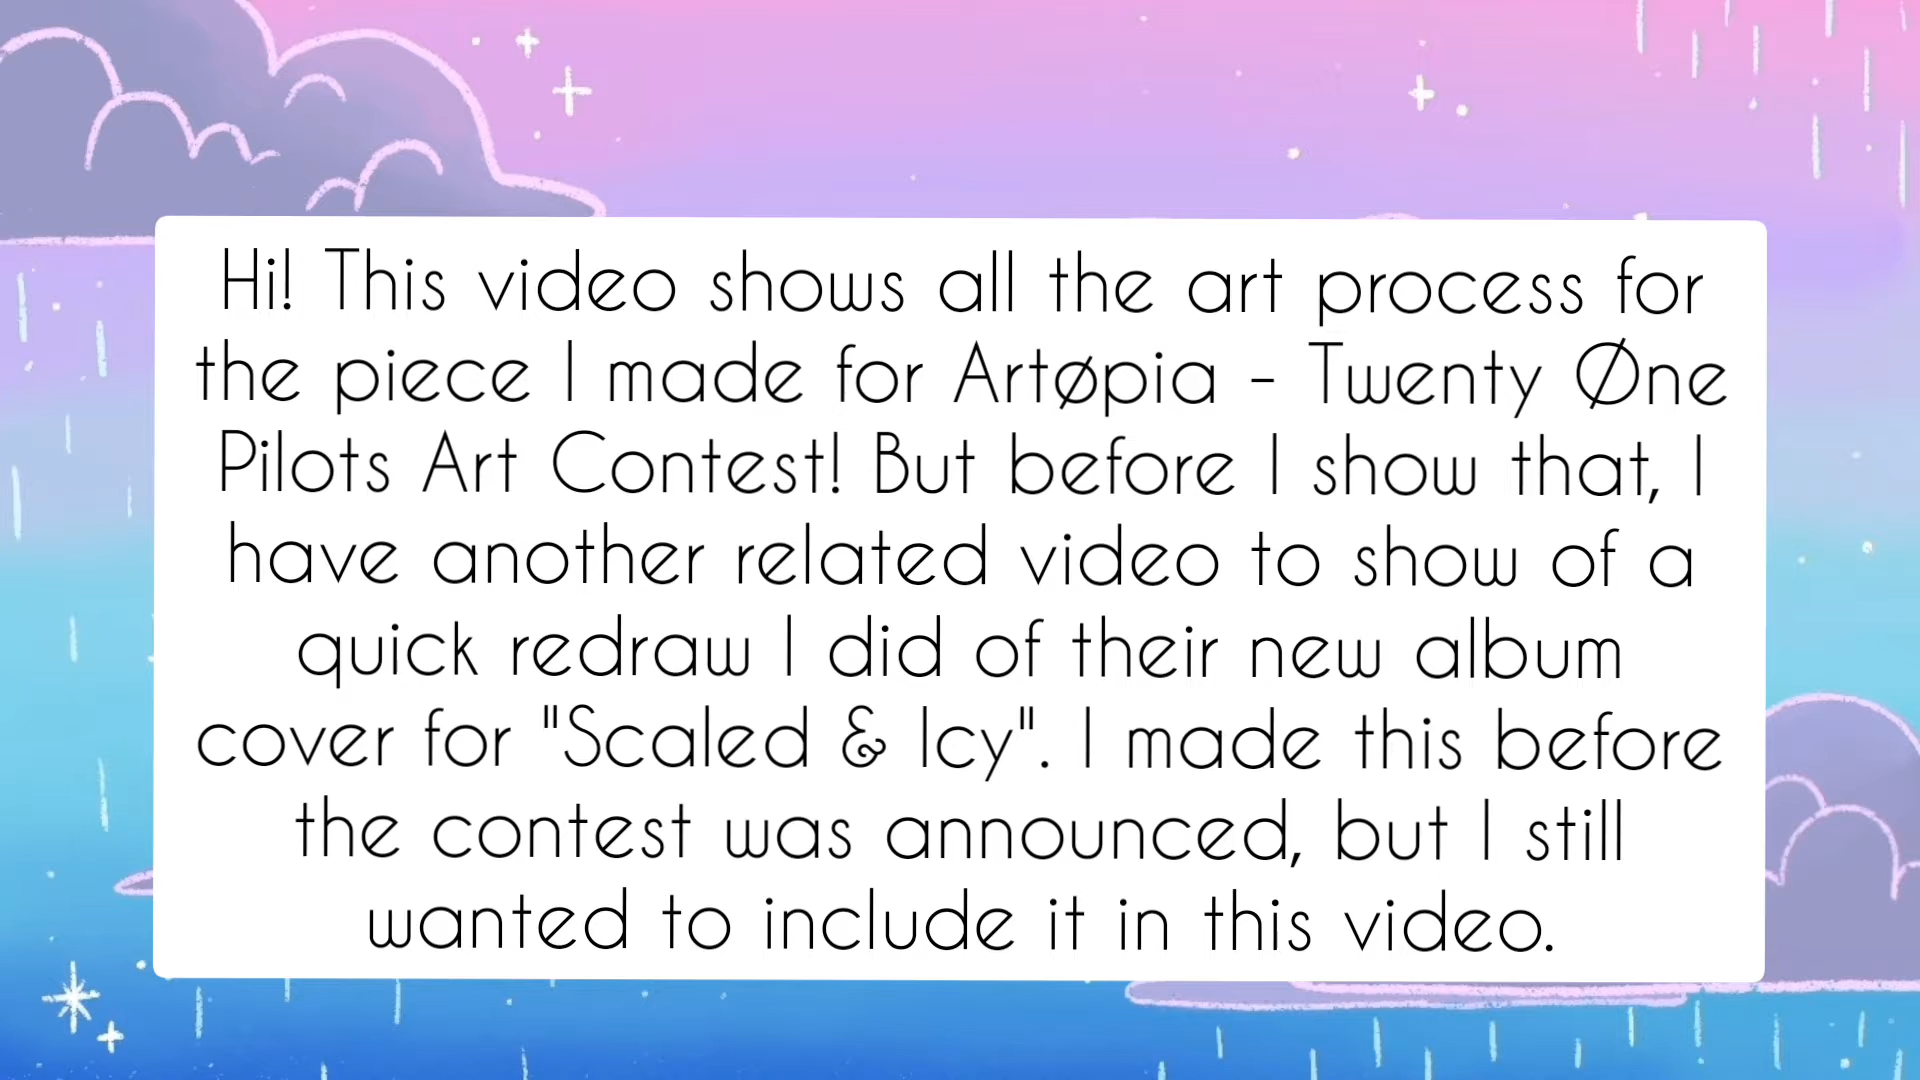 Hi! This video shows all the art process for
the piece I made for Artøpia - Twenty Øne
Pilots Art Contest! But before I show that, I
have another related video to show of a
quick redraw I did of their new album
cover for "Scaled & Icy". I made this before
the contest was announced, but I still
wanted to include it in this video.